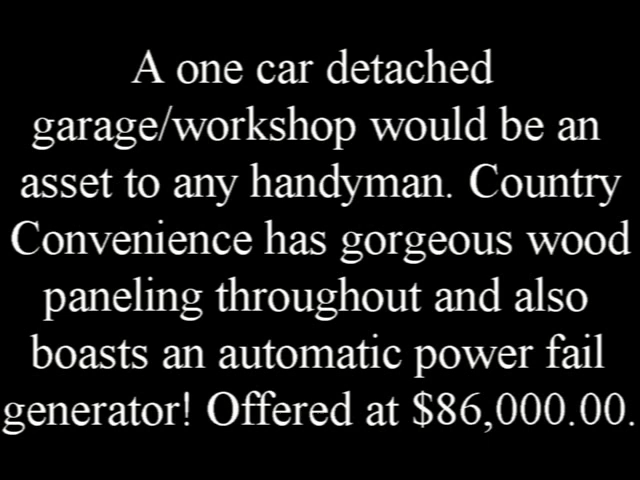 A one car detached
garage/workshop would be an
asset to any handyman. Country
Convenience has gorgeous wood
paneling throughout and also
boasts an automatic power fail
generator! Offered at $86,000.00.